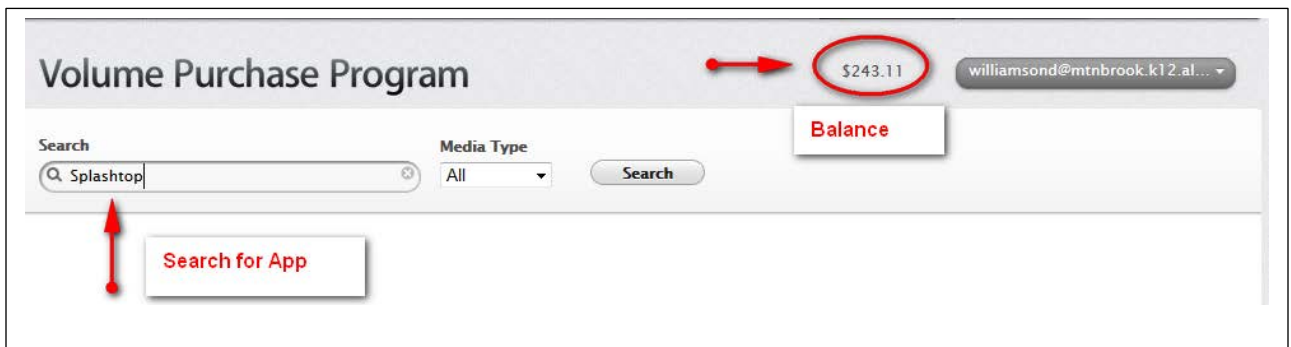 Volume Purchase Program
$243.11
williamsond@mtnbrook.k12.al...
Balance
Search
Media Type
Splashtop
All
Search
Search for App